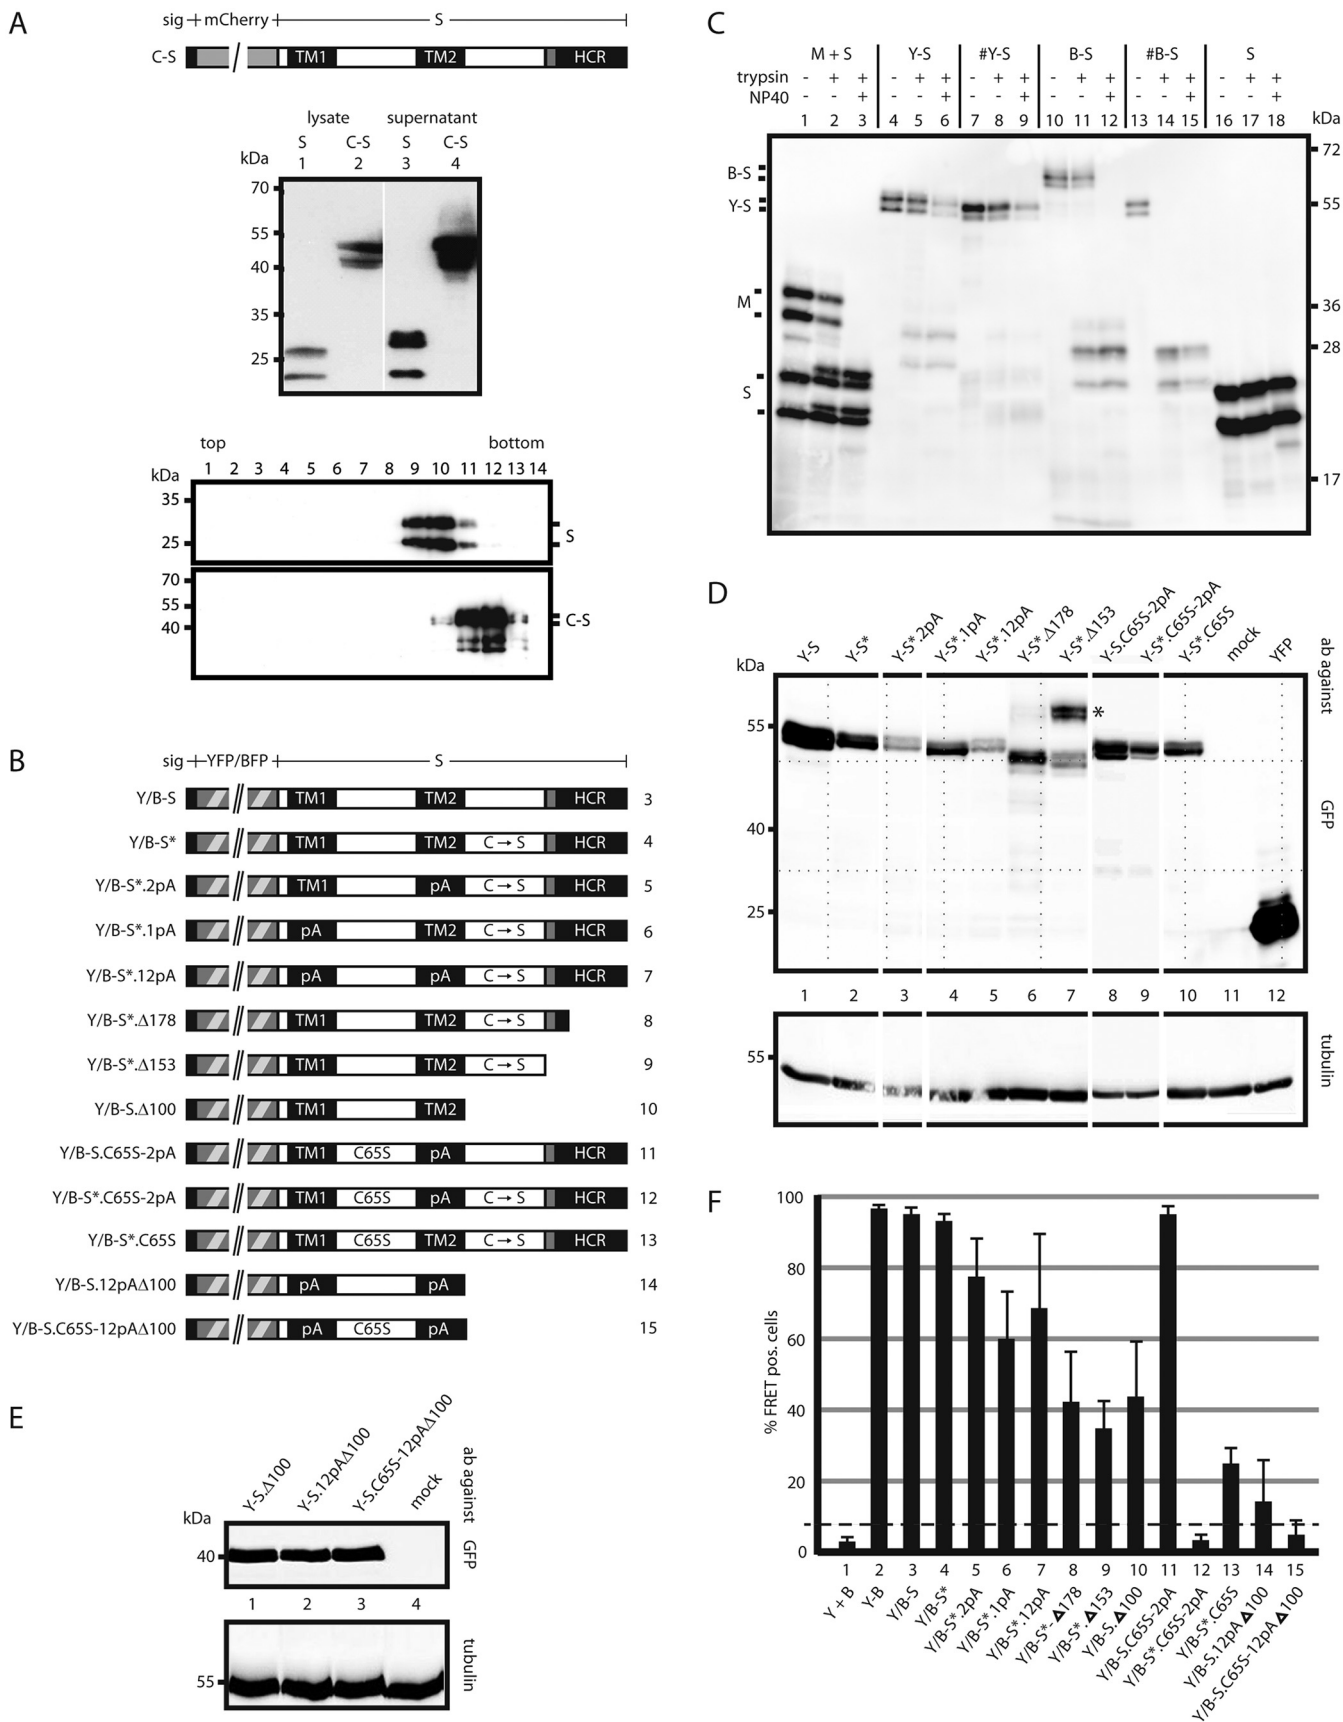 A
sig mCherry S
C-S TM1 TM2 HCR
lysate supernatant
S C-S S C-S
kDa 1 2 3 4
70
55
40
35
25
top bottom
kDa 1 2 3 4 5 6 7 8 9 10 11 12 13 14
35
25
S
70
55
40
C-S
B
sig YFP/BFP S
Y/B-S TM1 TM2 HCR 3
Y/B-S* TM1 TM2 C→S HCR 4
Y/B-S*.2pA TM1 pA C→S HCR 5
Y/B-S*.1pA pA TM2 C→S HCR 6
Y/B-S*.12pA pA pA C→S HCR 7
Y/B-S*.Δ178 TM1 TM2 C→S 8
Y/B-S*.Δ153 TM1 TM2 C→S 9
Y/B-S.Δ100 TM1 TM2 10
Y/B-S.C65S-2pA TM1 C65S pA HCR 11
Y/B-S*.C65S-2pA TM1 C65S pA C→S HCR 12
Y/B-S*.C65S TM1 C65S TM2 C→S HCR 13
Y/B-S.12pAΔ100 pA pA 14
Y/B-S.C65S-12pAΔ100 pA C65S pA 15
C
M + S Y-S #Y-S B-S #B-S S
trypsin - + + - + + - + + - + + - + + - + +
NP40 - - + - - + - - + - - + - - + - - +
1 2 3 4 5 6 7 8 9 10 11 12 13 14 15 16 17 18 kDa
B-S
Y-S
M
S
72
55
36
28
17
D
Y-S Y-S* Y-S*.2pA Y-S*.1pA Y-S*.12pA Y-S*.Δ178 Y-S*.Δ153 Y-S.C65S-2pA Y-S*.C65S-2pA Y-S*.C65S mock YFP
ab against
GFP
kDa
55
*
40
25
1 2 3 4 5 6 7 8 9 10 11 12
55
tubulin
E
Y-S.Δ100 Y-S.12pAΔ100 Y-S.C65S-12pAΔ100 mock
ab against
GFP
kDa
40
1 2 3 4
55
tubulin
F
% FRET pos. cells
100
80
60
40
20
0
1 2 3 4 5 6 7 8 9 10 11 12 13 14 15
Y + B
Y-B
Y/B-S
Y/B-S*
Y/B-S*.2pA
Y/B-S*.1pA
Y/B-S*.12pA
Y/B-S*-Δ178
Y/B-S*.Δ153
Y/B-S.Δ100
Y/B-S.C65S-2pA
Y/B-S*.C65S-2pA
Y/B-S*.C65S
Y/B-S.12pAΔ100
Y/B-S.C65S-12pAΔ100